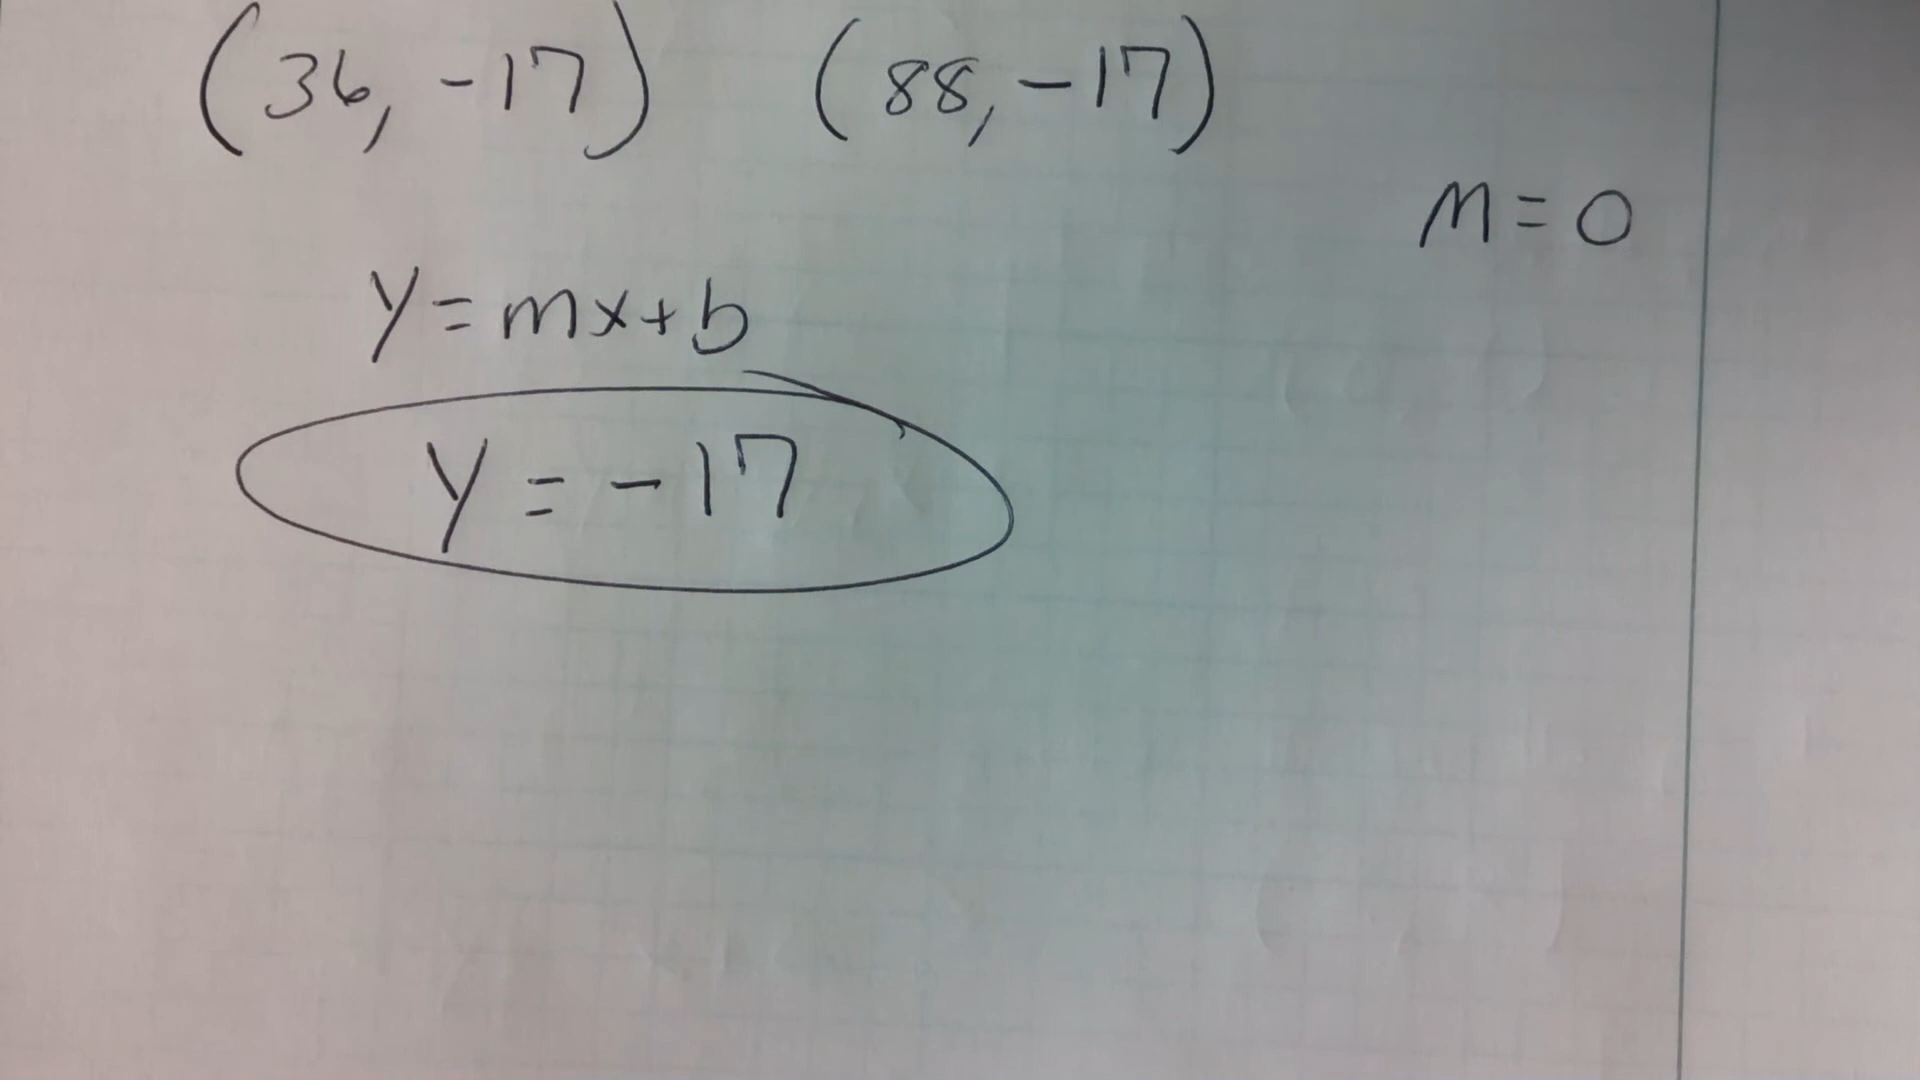 (36, -17) (88, -17)
m = 0
y = mx + b
y = -17